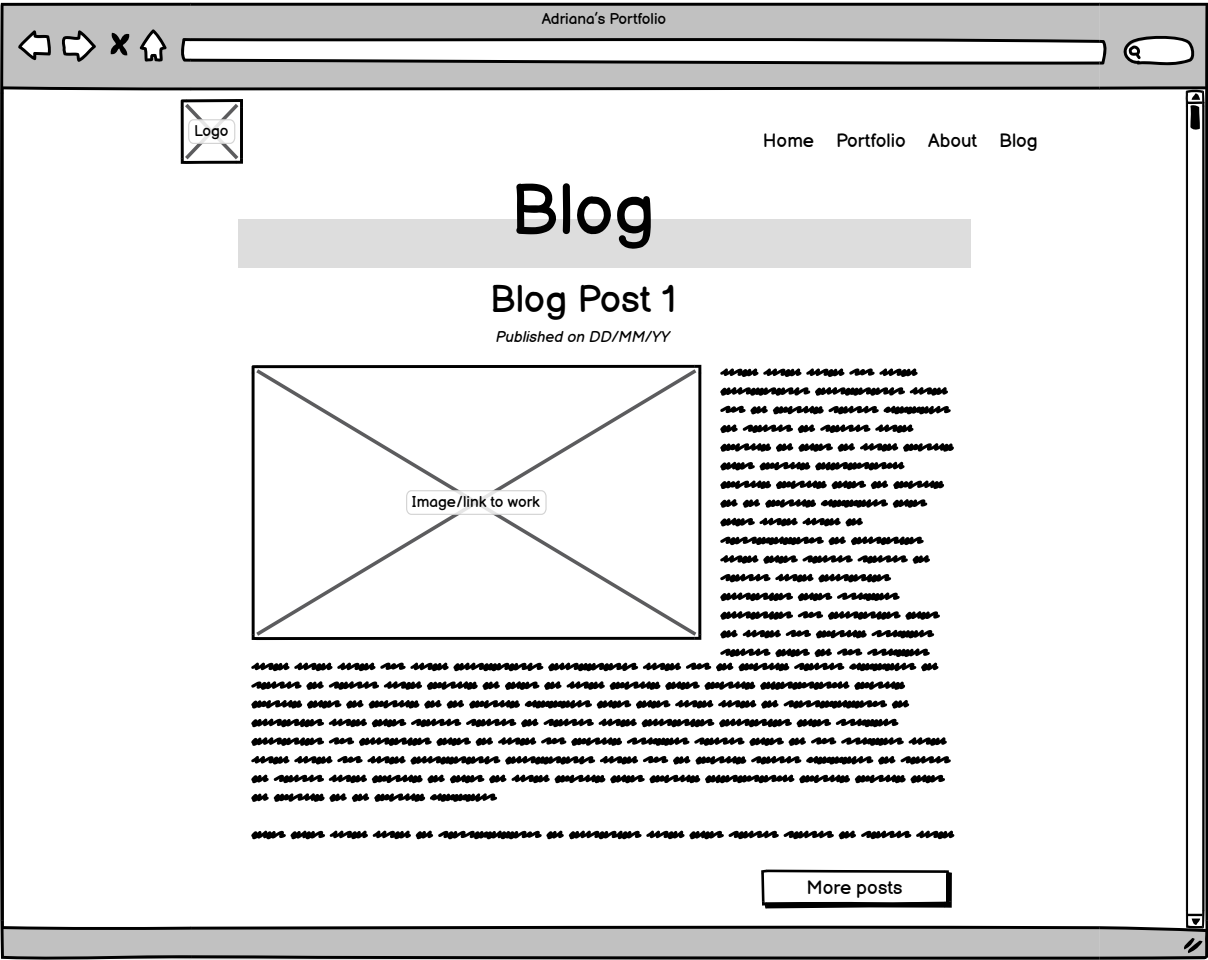 Adriana's Portfolio
Logo
Home Portfolio About Blog
Blog
Blog Post 1
Published on DD/MM/YY
Image/link to work
More posts